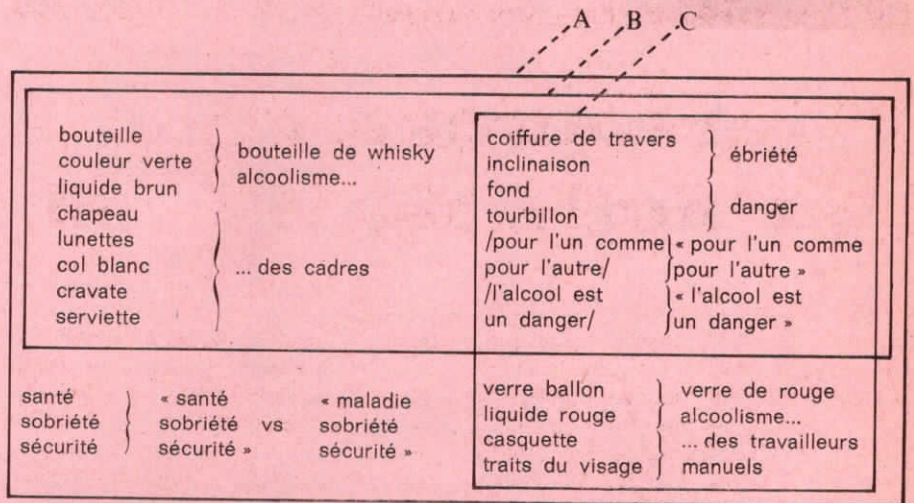 A B C
bouteille
couleur verte
liquide brun
bouteille de whisky
alcoolisme...
chapeau
lunettes
col blanc
cravate
serviette
... des cadres
coiffure de travers
inclinaison
ébriété
fond
tourbillon
danger
/pour l'un comme
pour l'autre/
« pour l'un comme
pour l'autre »
/l'alcool est
un danger/
« l'alcool est
un danger »
santé
sobriété
sécurité
« santé
sobriété vs
sécurité »
« maladie
sobriété
sécurité »
verre ballon
liquide rouge
casquette
traits du visage
verre de rouge
alcoolisme...
... des travailleurs
manuels